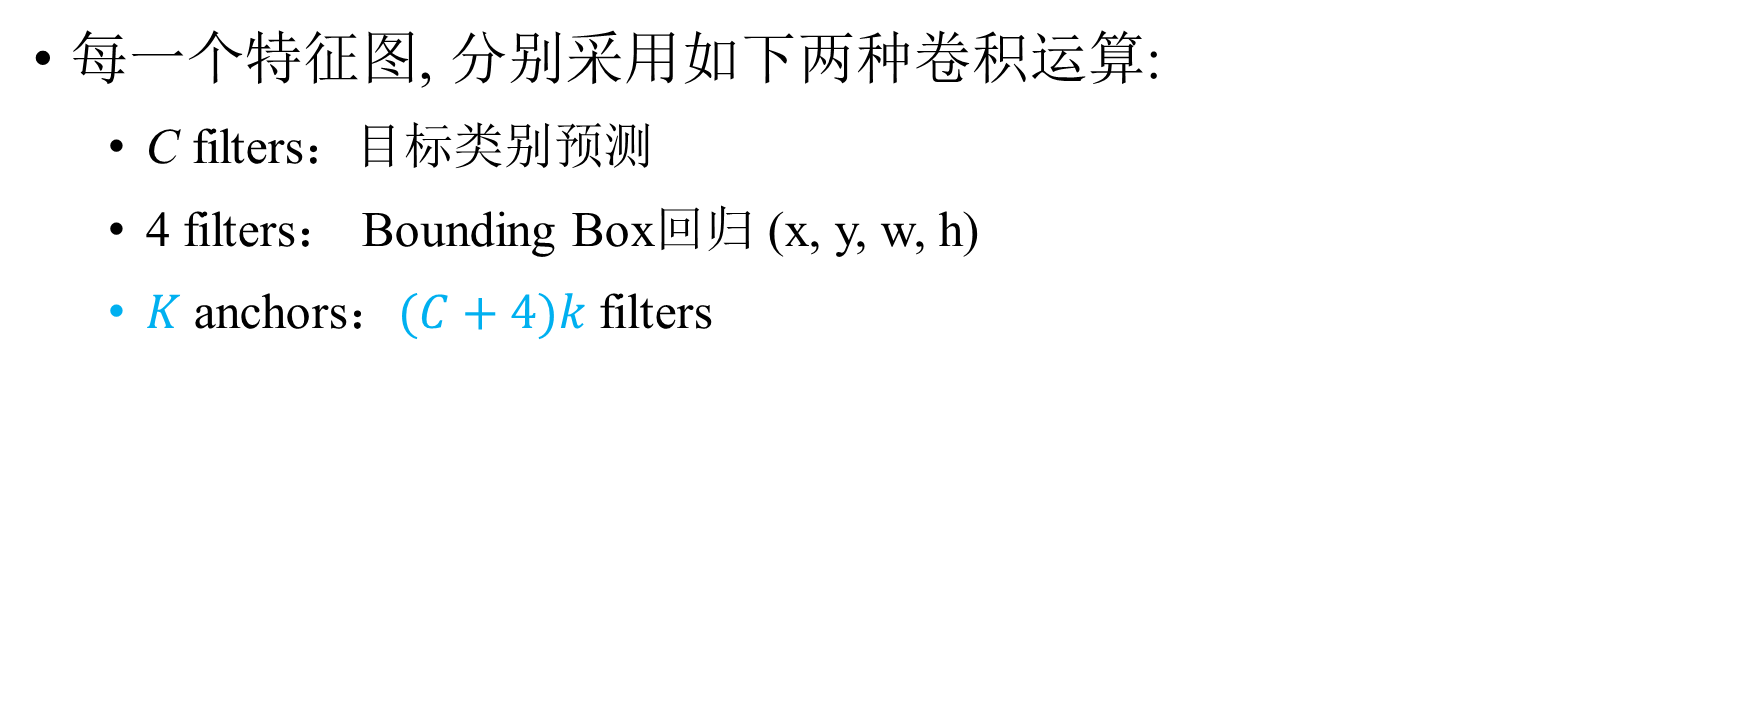 • 每一个特征图, 分别采用如下两种卷积运算:
• C filters：目标类别预测
• 4 filters： Bounding Box回归 (x, y, w, h)
• K anchors：(C + 4)k filters